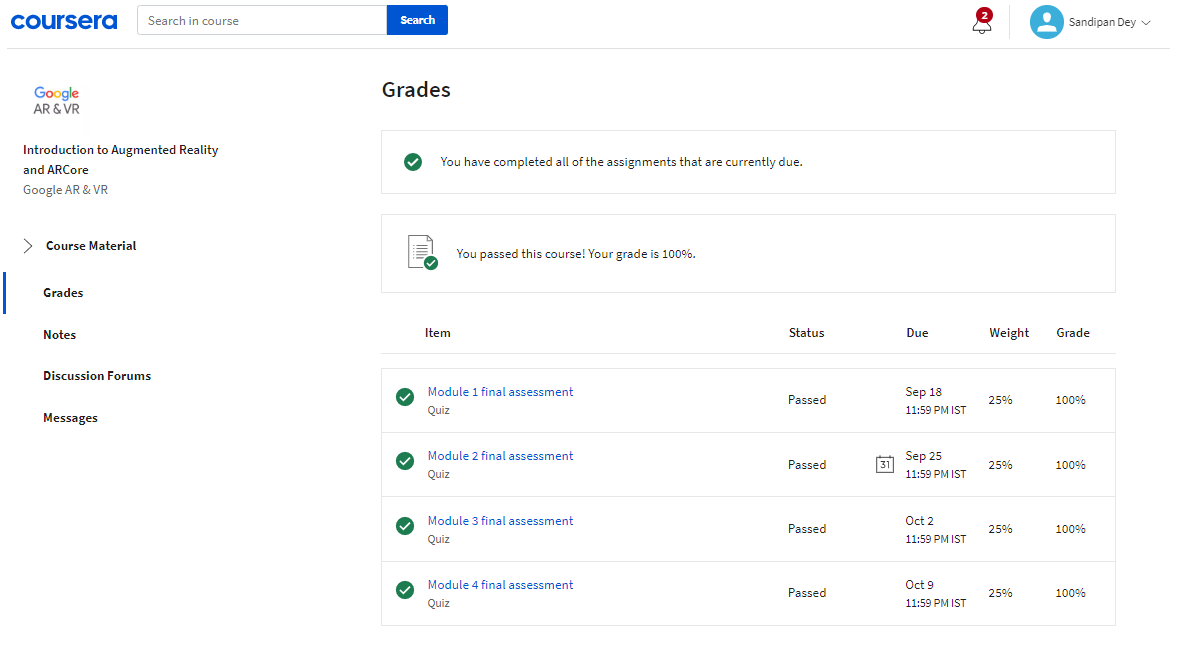 coursera
Search in course
Search
2
Sandipan Dey
Google
AR & VR
Introduction to Augmented Reality
and ARCore
Google AR & VR
Course Material
Grades
Notes
Discussion Forums
Messages
Grades
You have completed all of the assignments that are currently due.
You passed this course! Your grade is 100%.
Item Status Due Weight Grade
Module 1 final assessment
Quiz
Passed
Sep 18
11:59 PM IST
25%
100%
Module 2 final assessment
Quiz
Passed
31
Sep 25
11:59 PM IST
25%
100%
Module 3 final assessment
Quiz
Passed
Oct 2
11:59 PM IST
25%
100%
Module 4 final assessment
Quiz
Passed
Oct 9
11:59 PM IST
25%
100%